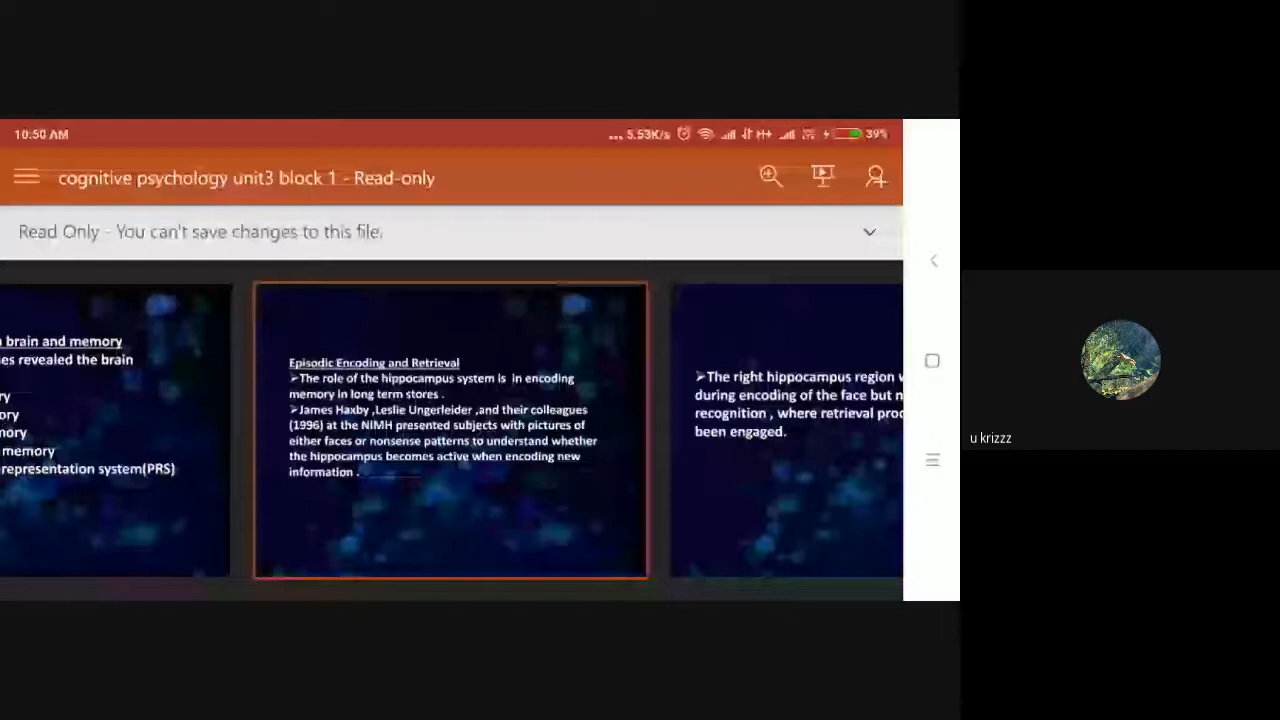 10:50 AM
... 5.53K/s
H+
39%
cognitive psychology unit3 block 1 - Read-only
Read Only - You can't save changes to this file.
brain and memory
es revealed the brain
ry
ory
mory
memory
representation system(PRS)
Episodic Encoding and Retrieval
➢The role of the hippocampus system is in encoding
memory in long term stores .
➢James Haxby ,Leslie Ungerleider ,and their colleagues
(1996) at the NIMH presented subjects with pictures of
either faces or nonsense patterns to understand whether
the hippocampus becomes active when encoding new
information .
➢The right hippocampus region w
during encoding of the face but n
recognition , where retrieval proc
been engaged.
u krizzz